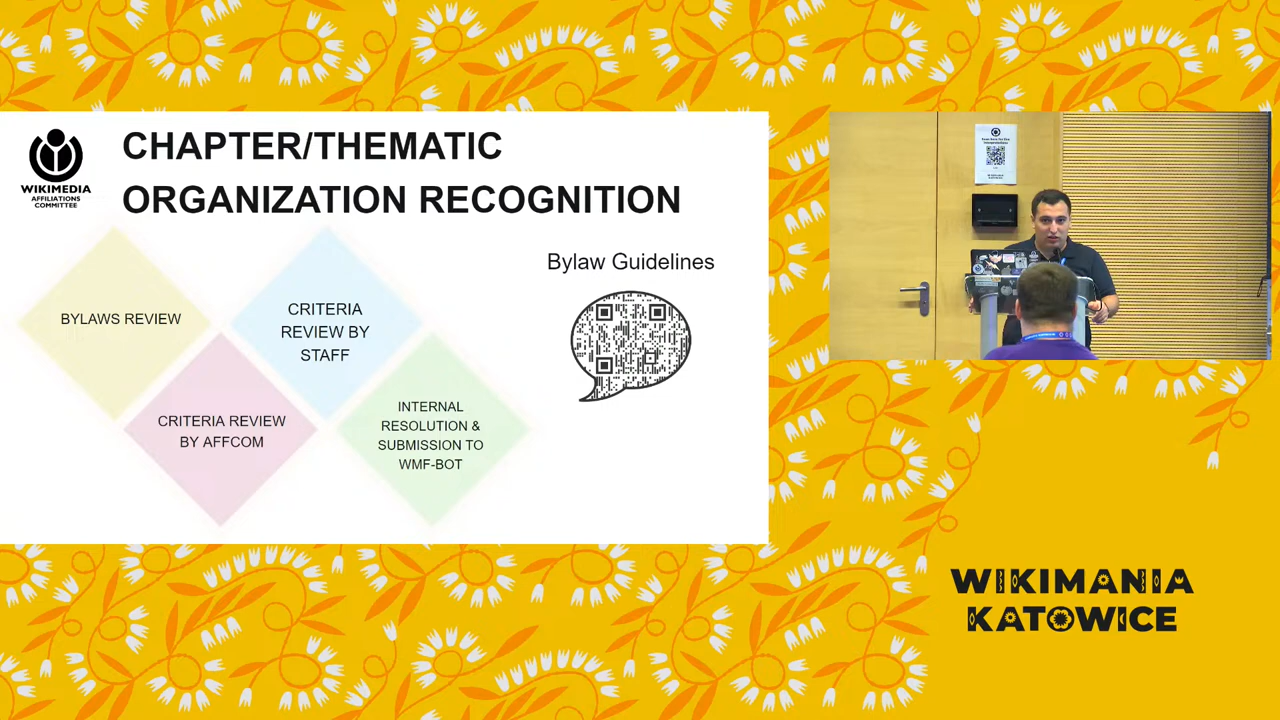 WIKIMEDIA
AFFILIATIONS
COMMITTEE
CHAPTER/THEMATIC
ORGANIZATION RECOGNITION
BYLAWS REVIEW
CRITERIA REVIEW
BY AFFCOM
CRITERIA
REVIEW BY
STAFF
INTERNAL
RESOLUTION &
SUBMISSION TO
WMF-BOT
Bylaw Guidelines
WIKIMANIA
KATOWICE